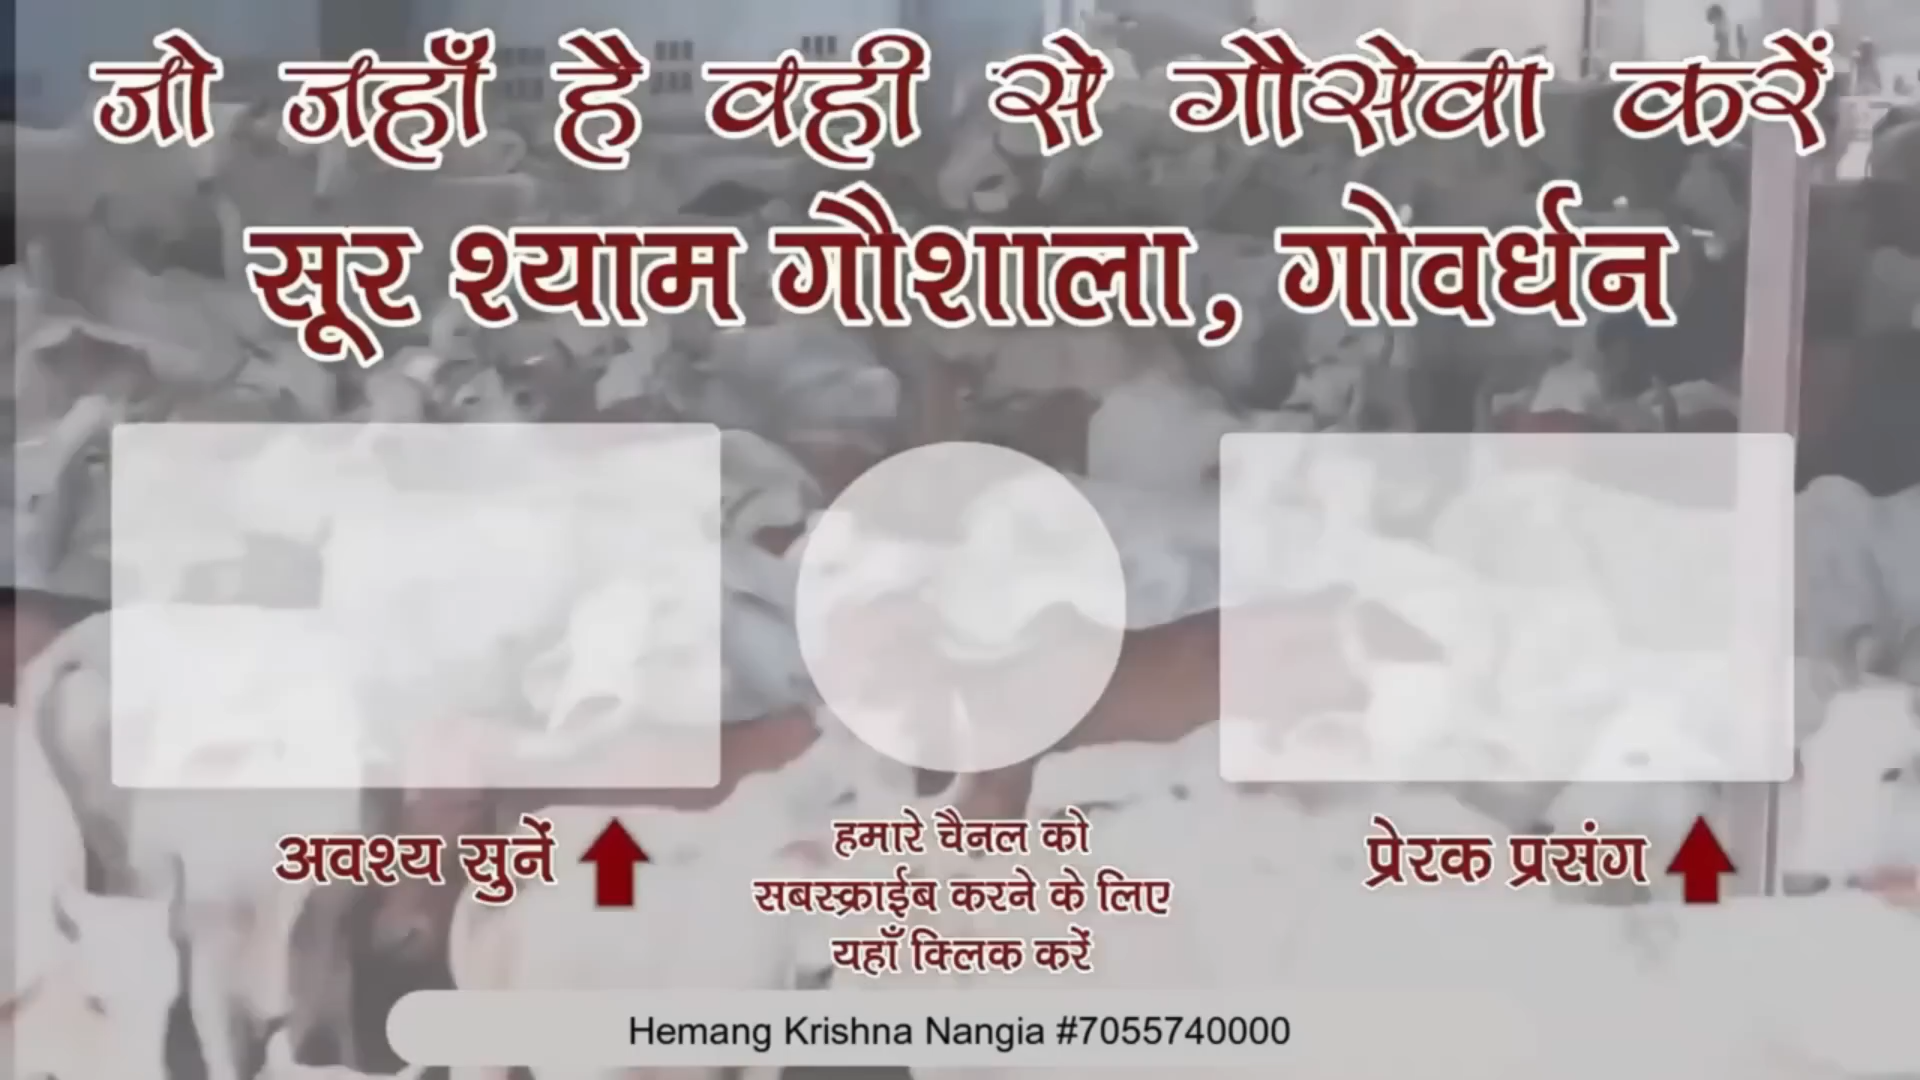 जो जहाँ है वही से गौसेवा करें
सूर श्याम गौशाला, गोवर्धन
अवश्य सुनें
हमारे चैनल को
सबस्क्राईब करने के लिए
यहाँ क्लिक करें
प्रेरक प्रसंग
Hemang Krishna Nangia #7055740000